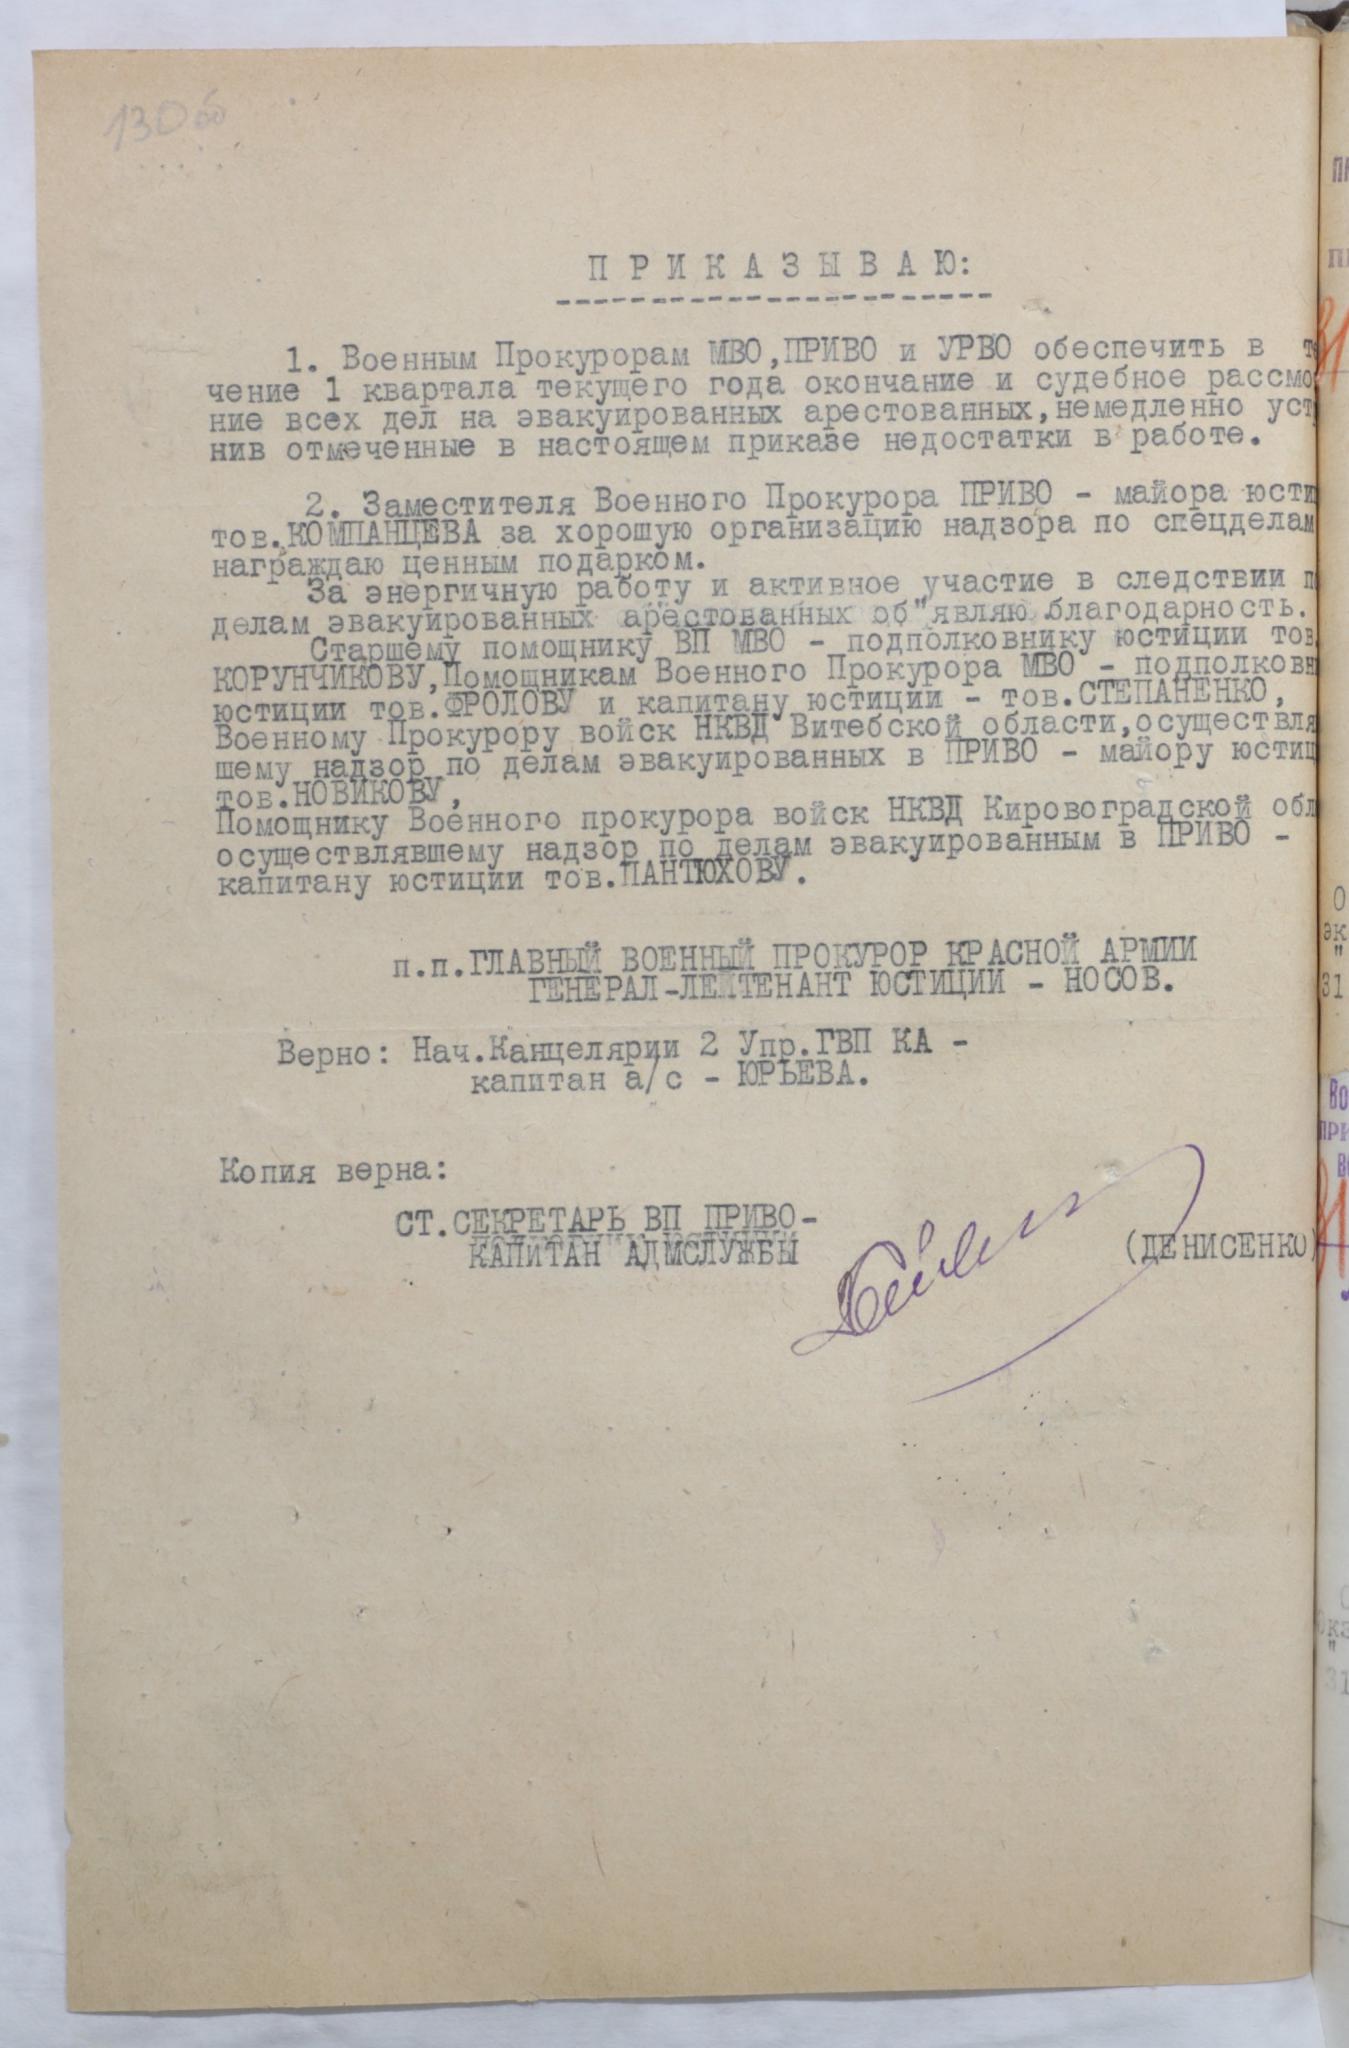 130об
ПРИКАЗЫВАЮ:
1. Военным Прокурорам МВО,ПРИВО и УРВО обеспечить в те
чение 1 квартала текущего года окончание и судебное рассмо
ние всех дел на эвакуированных арестованных,немедленно уст
нив отмеченные в настоящем приказе недостатки в работе.
2. Заместителя Военного Прокурора ПРИВО - майора юсти
тов.КОМПАНЦЕВА за хорошую организацию надзора по спецделам
награждаю ценным подарком.
За энергичную работу и активное участие в следствии п
делам эвакуированных арестованных об"являю благодарность.
Старшему помощнику ВП МВО - подполковнику юстиции тов.
КОРУНЧИКОВУ,Помощникам Военного Прокурора МВО - подполковн
юстиции тов.ФРОЛОВУ и капитану юстиции - тов.СТЕПАНЕНКО,
Военному Прокурору войск НКВД Витебской области,осуществля
шему надзор по делам эвакуированных в ПРИВО - майору юстиц
тов.НОВИКОВУ,
Помощнику Военного прокурора войск НКВД Кировоградской обл
осуществлявшему надзор по делам эвакуированным в ПРИВО -
капитану юстиции тов.ПАНТЮХОВУ.
п.п.ГЛАВНЫЙ ВОЕННЫЙ ПРОКУРОР КРАСНОЙ АРМИИ
ГЕНЕРАЛ-ЛЕЙТЕНАНТ ЮСТИЦИИ - НОСОВ.
Верно: Нач.Канцелярии 2 Упр.ГВП КА -
капитан а/с - ЮРЬЕВА.
Копия верна:
СТ.СЕКРЕТАРЬ ВП ПРИВО-
КАПИТАН АДМСЛУЖБЫ (ДЕНИСЕНКО)